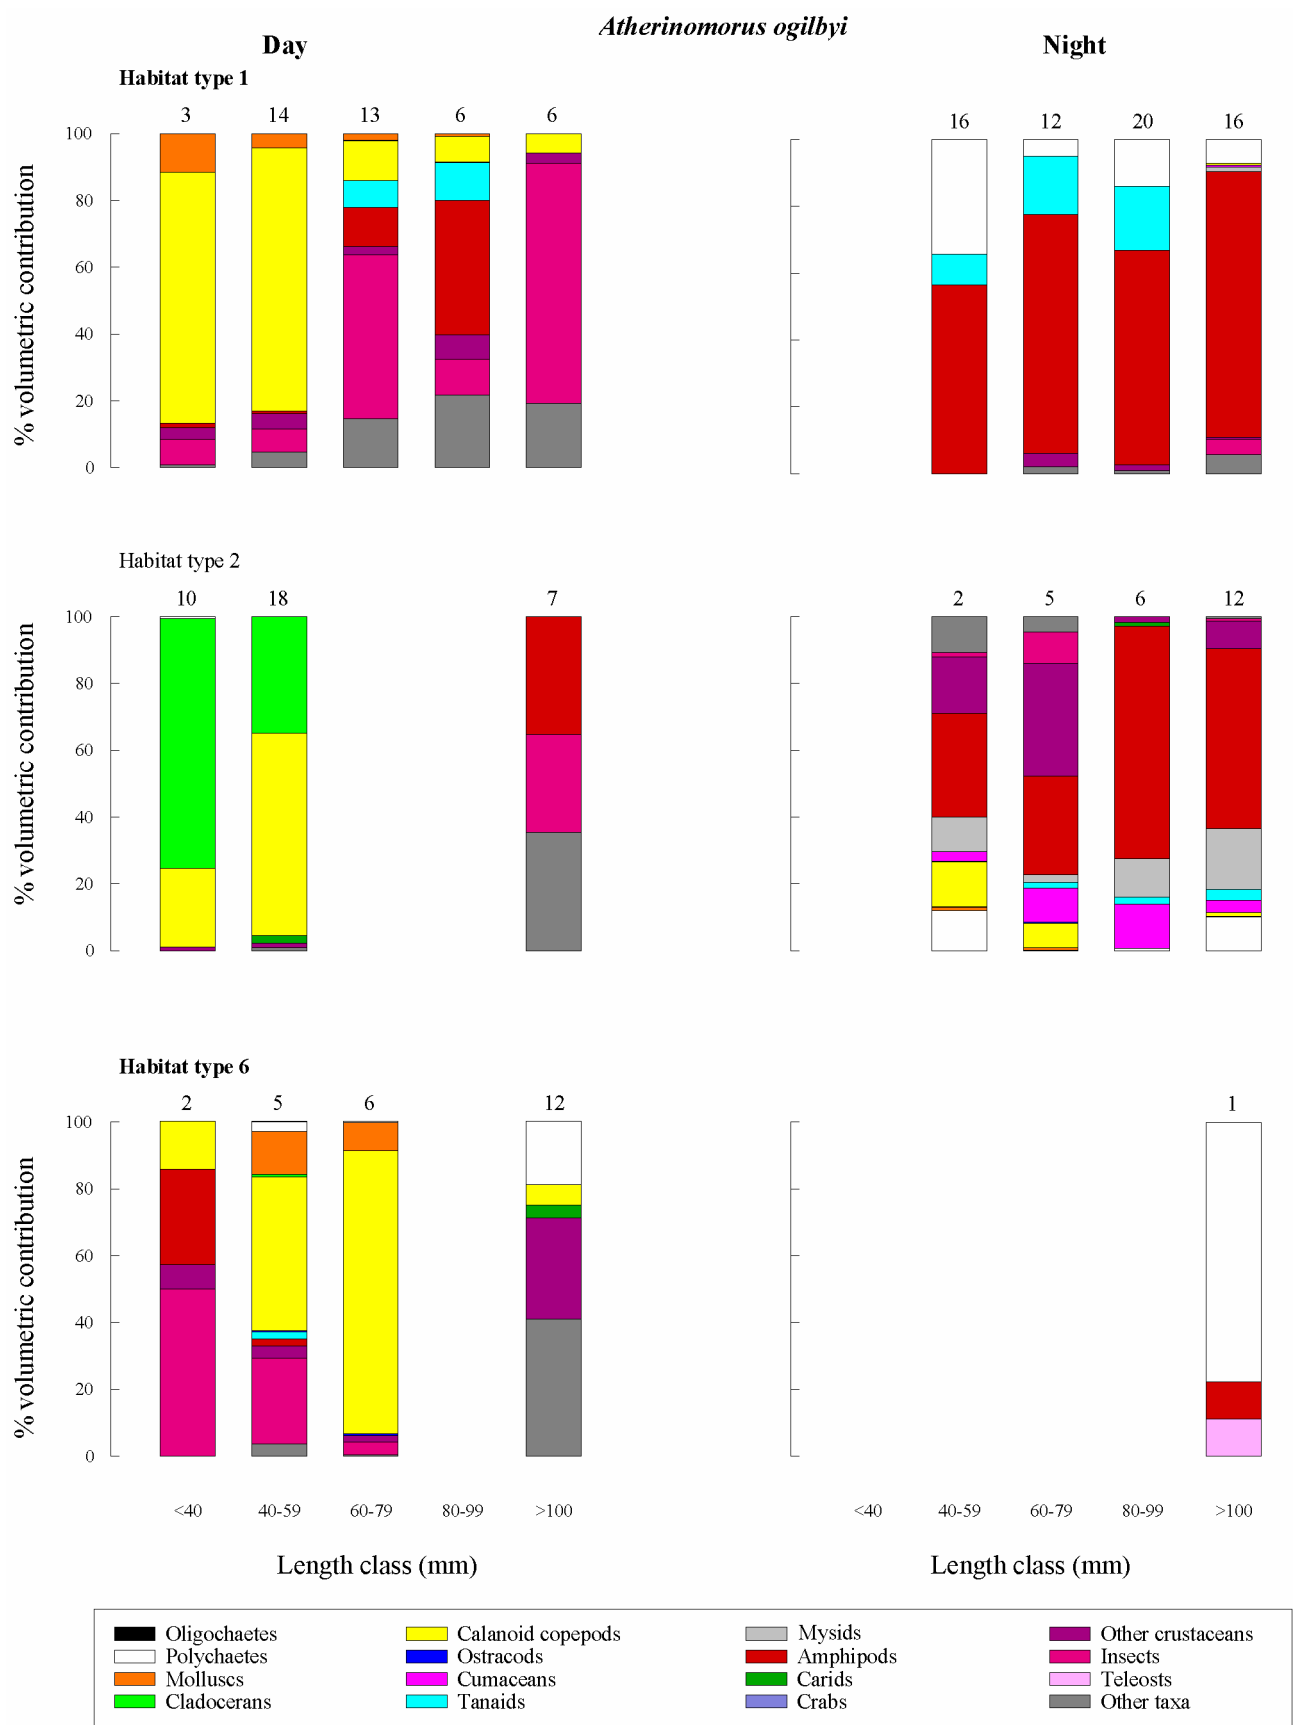 Atherinomorus ogilbyi
Day
Night
Habitat type 1
3 14 13 6 6
16 12 20 16
100
80
60
40
20
0
% volumetric contribution
Habitat type 2
10 18 7
2 5 6 12
100
80
60
40
20
0
% volumetric contribution
Habitat type 6
2 5 6 12
1
100
80
60
40
20
0
% volumetric contribution
<40 40-59 60-79 80-99 >100
<40 40-59 60-79 80-99 >100
Length class (mm)
Length class (mm)
Oligochaetes
Polychaetes
Molluscs
Cladocerans
Calanoid copepods
Ostracods
Cumaceans
Tanaids
Mysids
Amphipods
Carids
Crabs
Other crustaceans
Insects
Teleosts
Other taxa